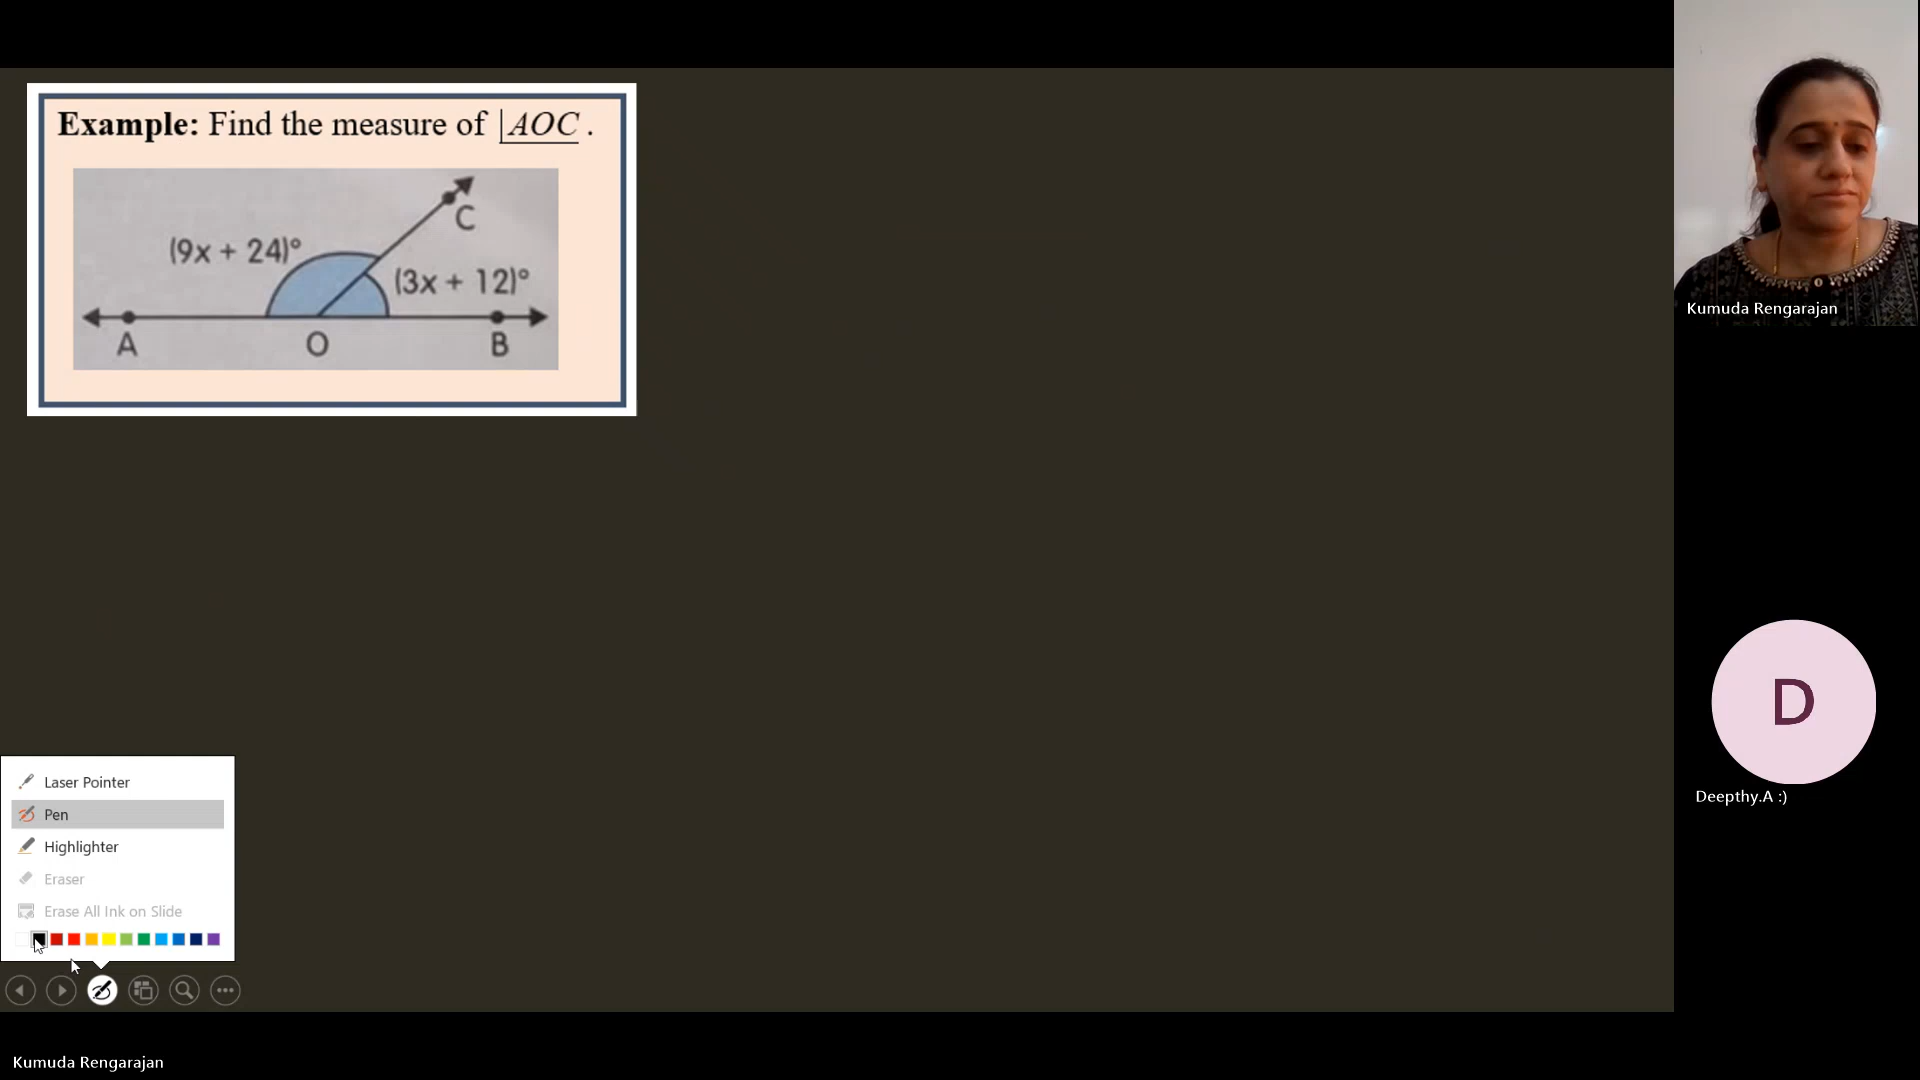 Example: Find the measure of |AOC .
C
(9x + 24)°
(3x + 12)°
A
O
B
Kumuda Rengarajan
D
Deepthy.A :)
Laser Pointer
Pen
Highlighter
Eraser
Erase All Ink on Slide
Kumuda Rengarajan